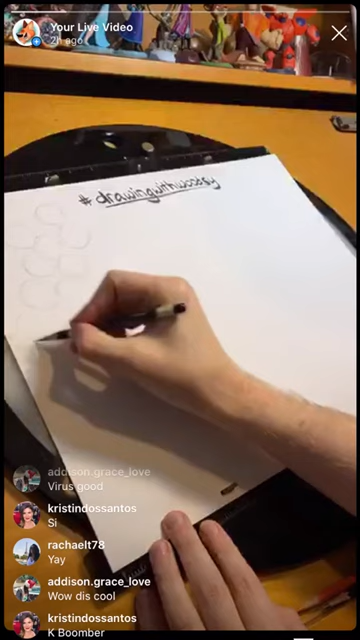 Your Live Video
2h ago
#drawingwithwoozy
addison.grace_love
Virus good
kristindossantos
Si
rachaelt78
Yay
addison.grace_love
Wow dis cool
kristindossantos
K Boomber